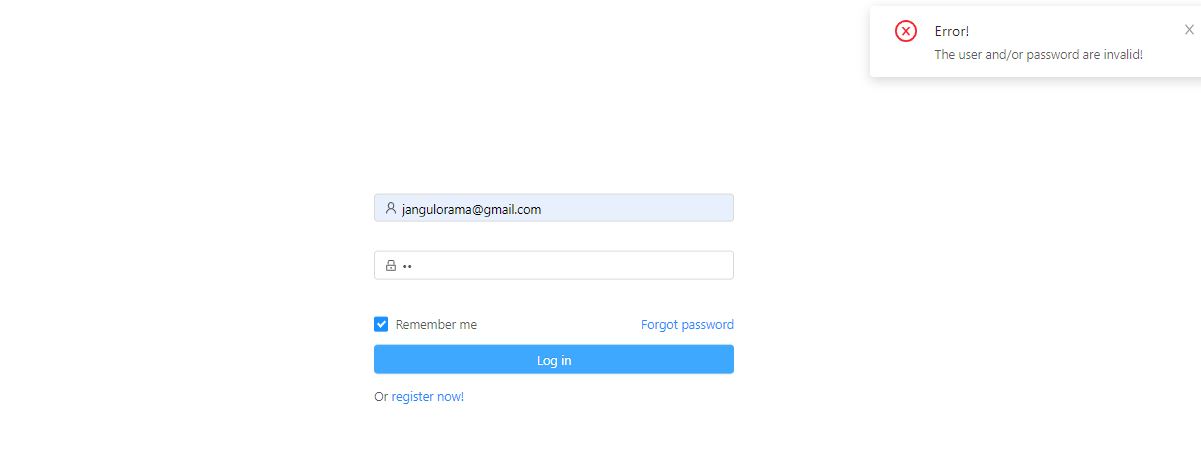 Error!
The user and/or password are invalid!
jangulorama@gmail.com
••
Remember me
Forgot password
Log in
Or register now!